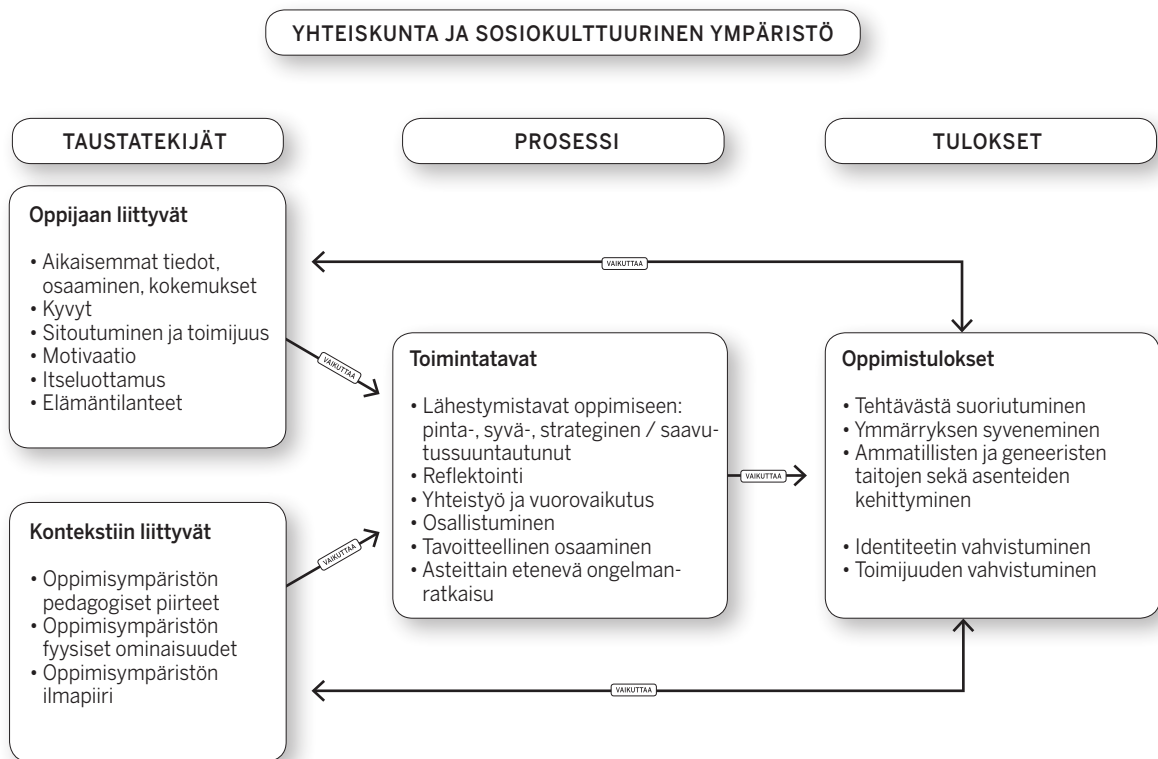 YHTEISKUNTA JA SOSIOKULTTUURINEN YMPÄRISTÖ
TAUSTATEKIJÄT
PROSESSI
TULOKSET
Oppijaan liittyvät
• Aikaisemmat tiedot,
osaaminen, kokemukset
• Kyvyt
• Sitoutuminen ja toimijuus
• Motivaatio
• Itseluottamus
• Elämäntilanteet
Kontekstiin liittyvät
• Oppimisympäristön
pedagogiset piirteet
• Oppimisympäristön
fyysiset ominaisuudet
• Oppimisympäristön
ilmapiiri
VAIKUTTAA
VAIKUTTAA
VAIKUTTAA
Toimintatavat
• Lähestymistavat oppimiseen:
pinta-, syvä-, strateginen / saavu-
tussuuntautunut
• Reflektointi
• Yhteistyö ja vuorovaikutus
• Osallistuminen
• Tavoitteellinen osaaminen
• Asteittain etenevä ongelman-
ratkaisu
VAIKUTTAA
Oppimistulokset
• Tehtävästä suoriutuminen
• Ymmärryksen syveneminen
• Ammatillisten ja geneeristen
taitojen sekä asenteiden
kehittyminen
• Identiteetin vahvistuminen
• Toimijuuden vahvistuminen
VAIKUTTAA